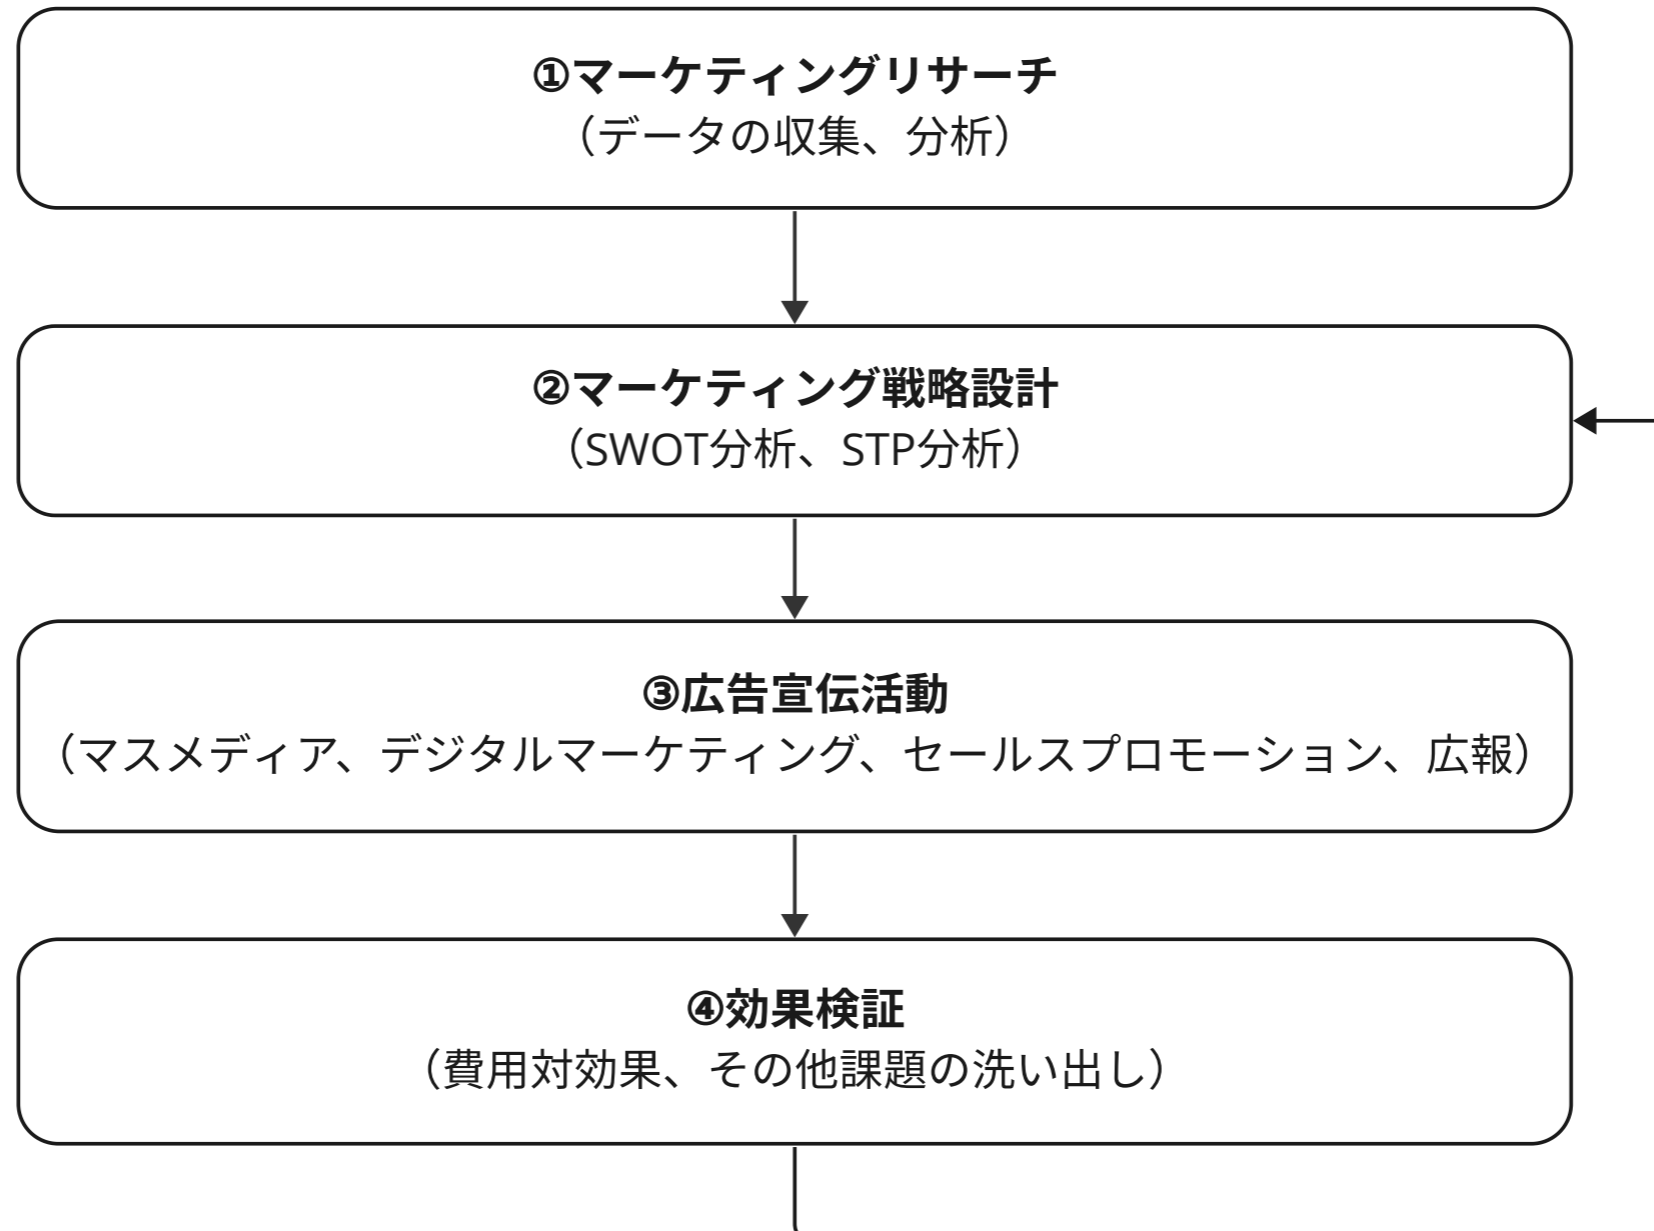 ①マーケティングリサーチ
（データの収集、分析）
②マーケティング戦略設計
（SWOT分析、STP分析）
③広告宣伝活動
（マスメディア、デジタルマーケティング、セールスプロモーション、広報）
④効果検証
（費用対効果、その他課題の洗い出し）